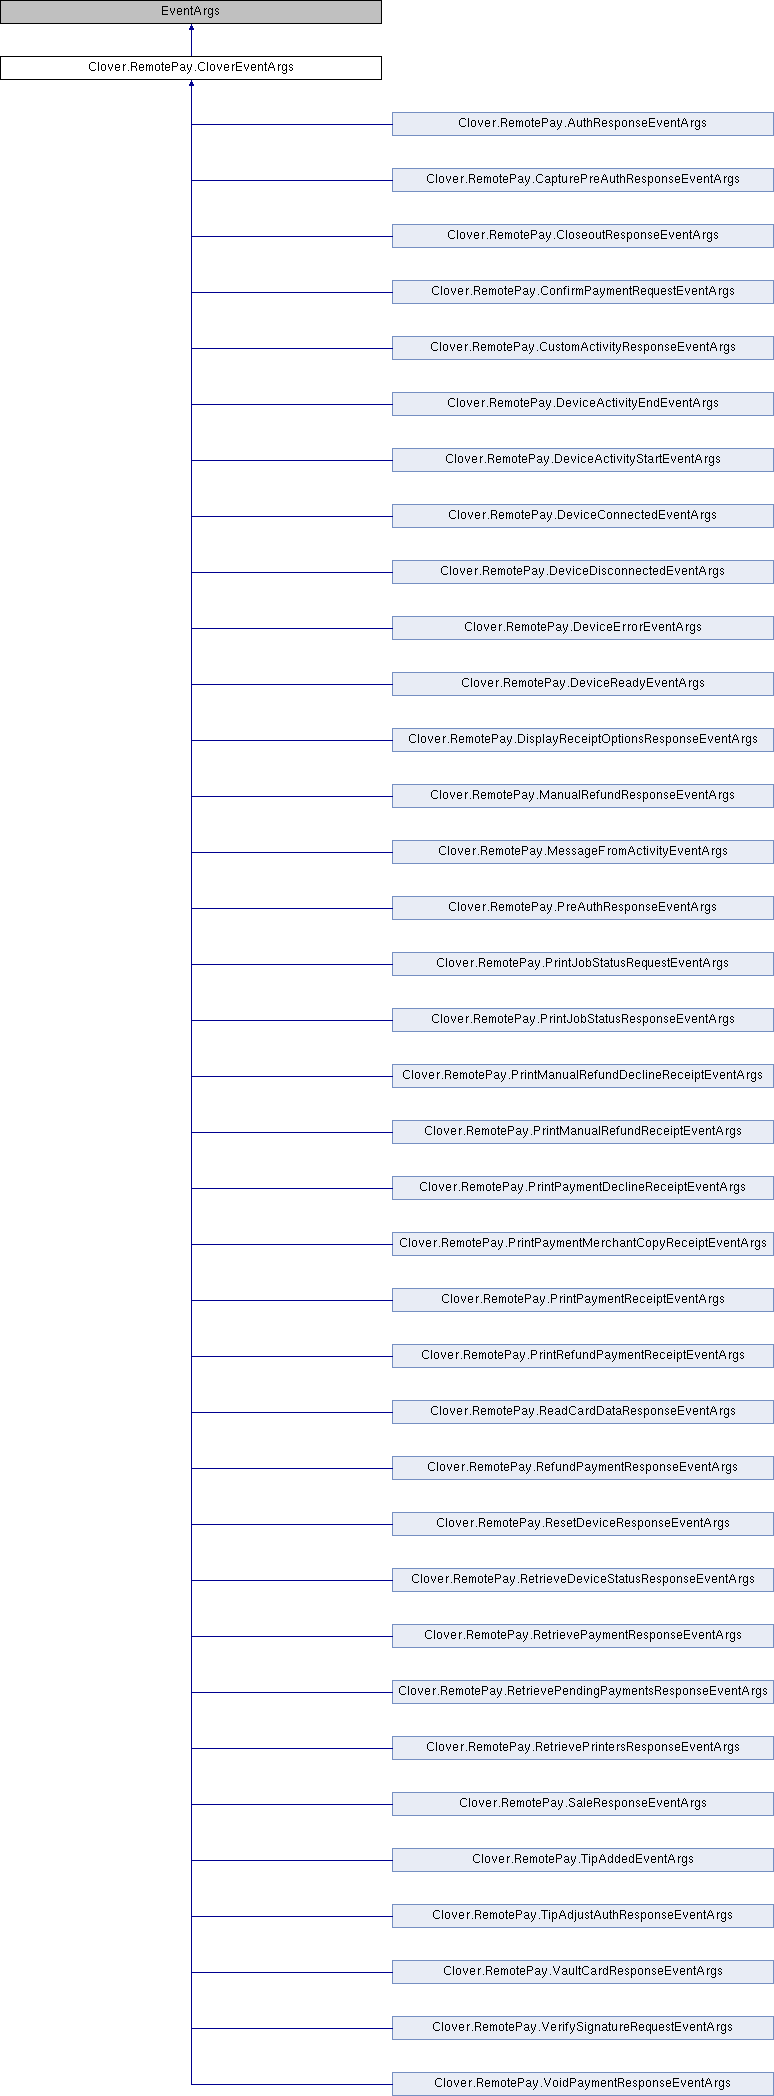 EventArgs
Clover.RemotePay.CloverEventArgs
Clover.RemotePay.AuthResponseEventArgs
Clover.RemotePay.CapturePreAuthResponseEventArgs
Clover.RemotePay.CloseoutResponseEventArgs
Clover.RemotePay.ConfirmPaymentRequestEventArgs
Clover.RemotePay.CustomActivityResponseEventArgs
Clover.RemotePay.DeviceActivityEndEventArgs
Clover.RemotePay.DeviceActivityStartEventArgs
Clover.RemotePay.DeviceConnectedEventArgs
Clover.RemotePay.DeviceDisconnectedEventArgs
Clover.RemotePay.DeviceErrorEventArgs
Clover.RemotePay.DeviceReadyEventArgs
Clover.RemotePay.DisplayReceiptOptionsResponseEventArgs
Clover.RemotePay.ManualRefundResponseEventArgs
Clover.RemotePay.MessageFromActivityEventArgs
Clover.RemotePay.PreAuthResponseEventArgs
Clover.RemotePay.PrintJobStatusRequestEventArgs
Clover.RemotePay.PrintJobStatusResponseEventArgs
Clover.RemotePay.PrintManualRefundDeclineReceiptEventArgs
Clover.RemotePay.PrintManualRefundReceiptEventArgs
Clover.RemotePay.PrintPaymentDeclineReceiptEventArgs
Clover.RemotePay.PrintPaymentMerchantCopyReceiptEventArgs
Clover.RemotePay.PrintPaymentReceiptEventArgs
Clover.RemotePay.PrintRefundPaymentReceiptEventArgs
Clover.RemotePay.ReadCardDataResponseEventArgs
Clover.RemotePay.RefundPaymentResponseEventArgs
Clover.RemotePay.ResetDeviceResponseEventArgs
Clover.RemotePay.RetrieveDeviceStatusResponseEventArgs
Clover.RemotePay.RetrievePaymentResponseEventArgs
Clover.RemotePay.RetrievePendingPaymentsResponseEventArgs
Clover.RemotePay.RetrievePrintersResponseEventArgs
Clover.RemotePay.SaleResponseEventArgs
Clover.RemotePay.TipAddedEventArgs
Clover.RemotePay.TipAdjustAuthResponseEventArgs
Clover.RemotePay.VaultCardResponseEventArgs
Clover.RemotePay.VerifySignatureRequestEventArgs
Clover.RemotePay.VoidPaymentResponseEventArgs